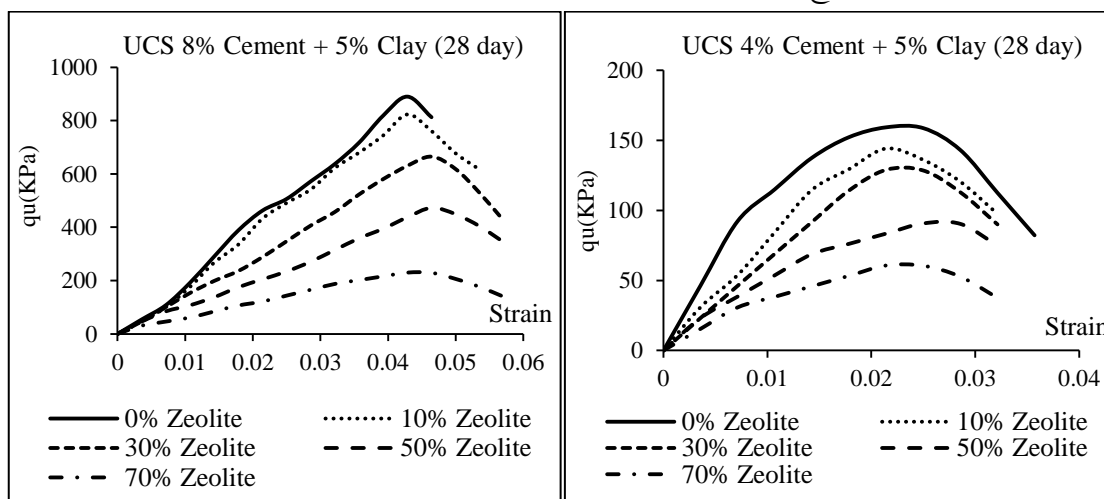 UCS 8% Cement + 5% Clay (28 day)
qu(KPa)
1000
800
600
400
200
0
Strain
0 0.01 0.02 0.03 0.04 0.05 0.06
0% Zeolite 10% Zeolite
30% Zeolite 50% Zeolite
70% Zeolite
UCS 4% Cement + 5% Clay (28 day)
qu(KPa)
200
150
100
50
0
Strain
0 0.01 0.02 0.03 0.04
0% Zeolite 10% Zeolite
30% Zeolite 50% Zeolite
70% Zeolite